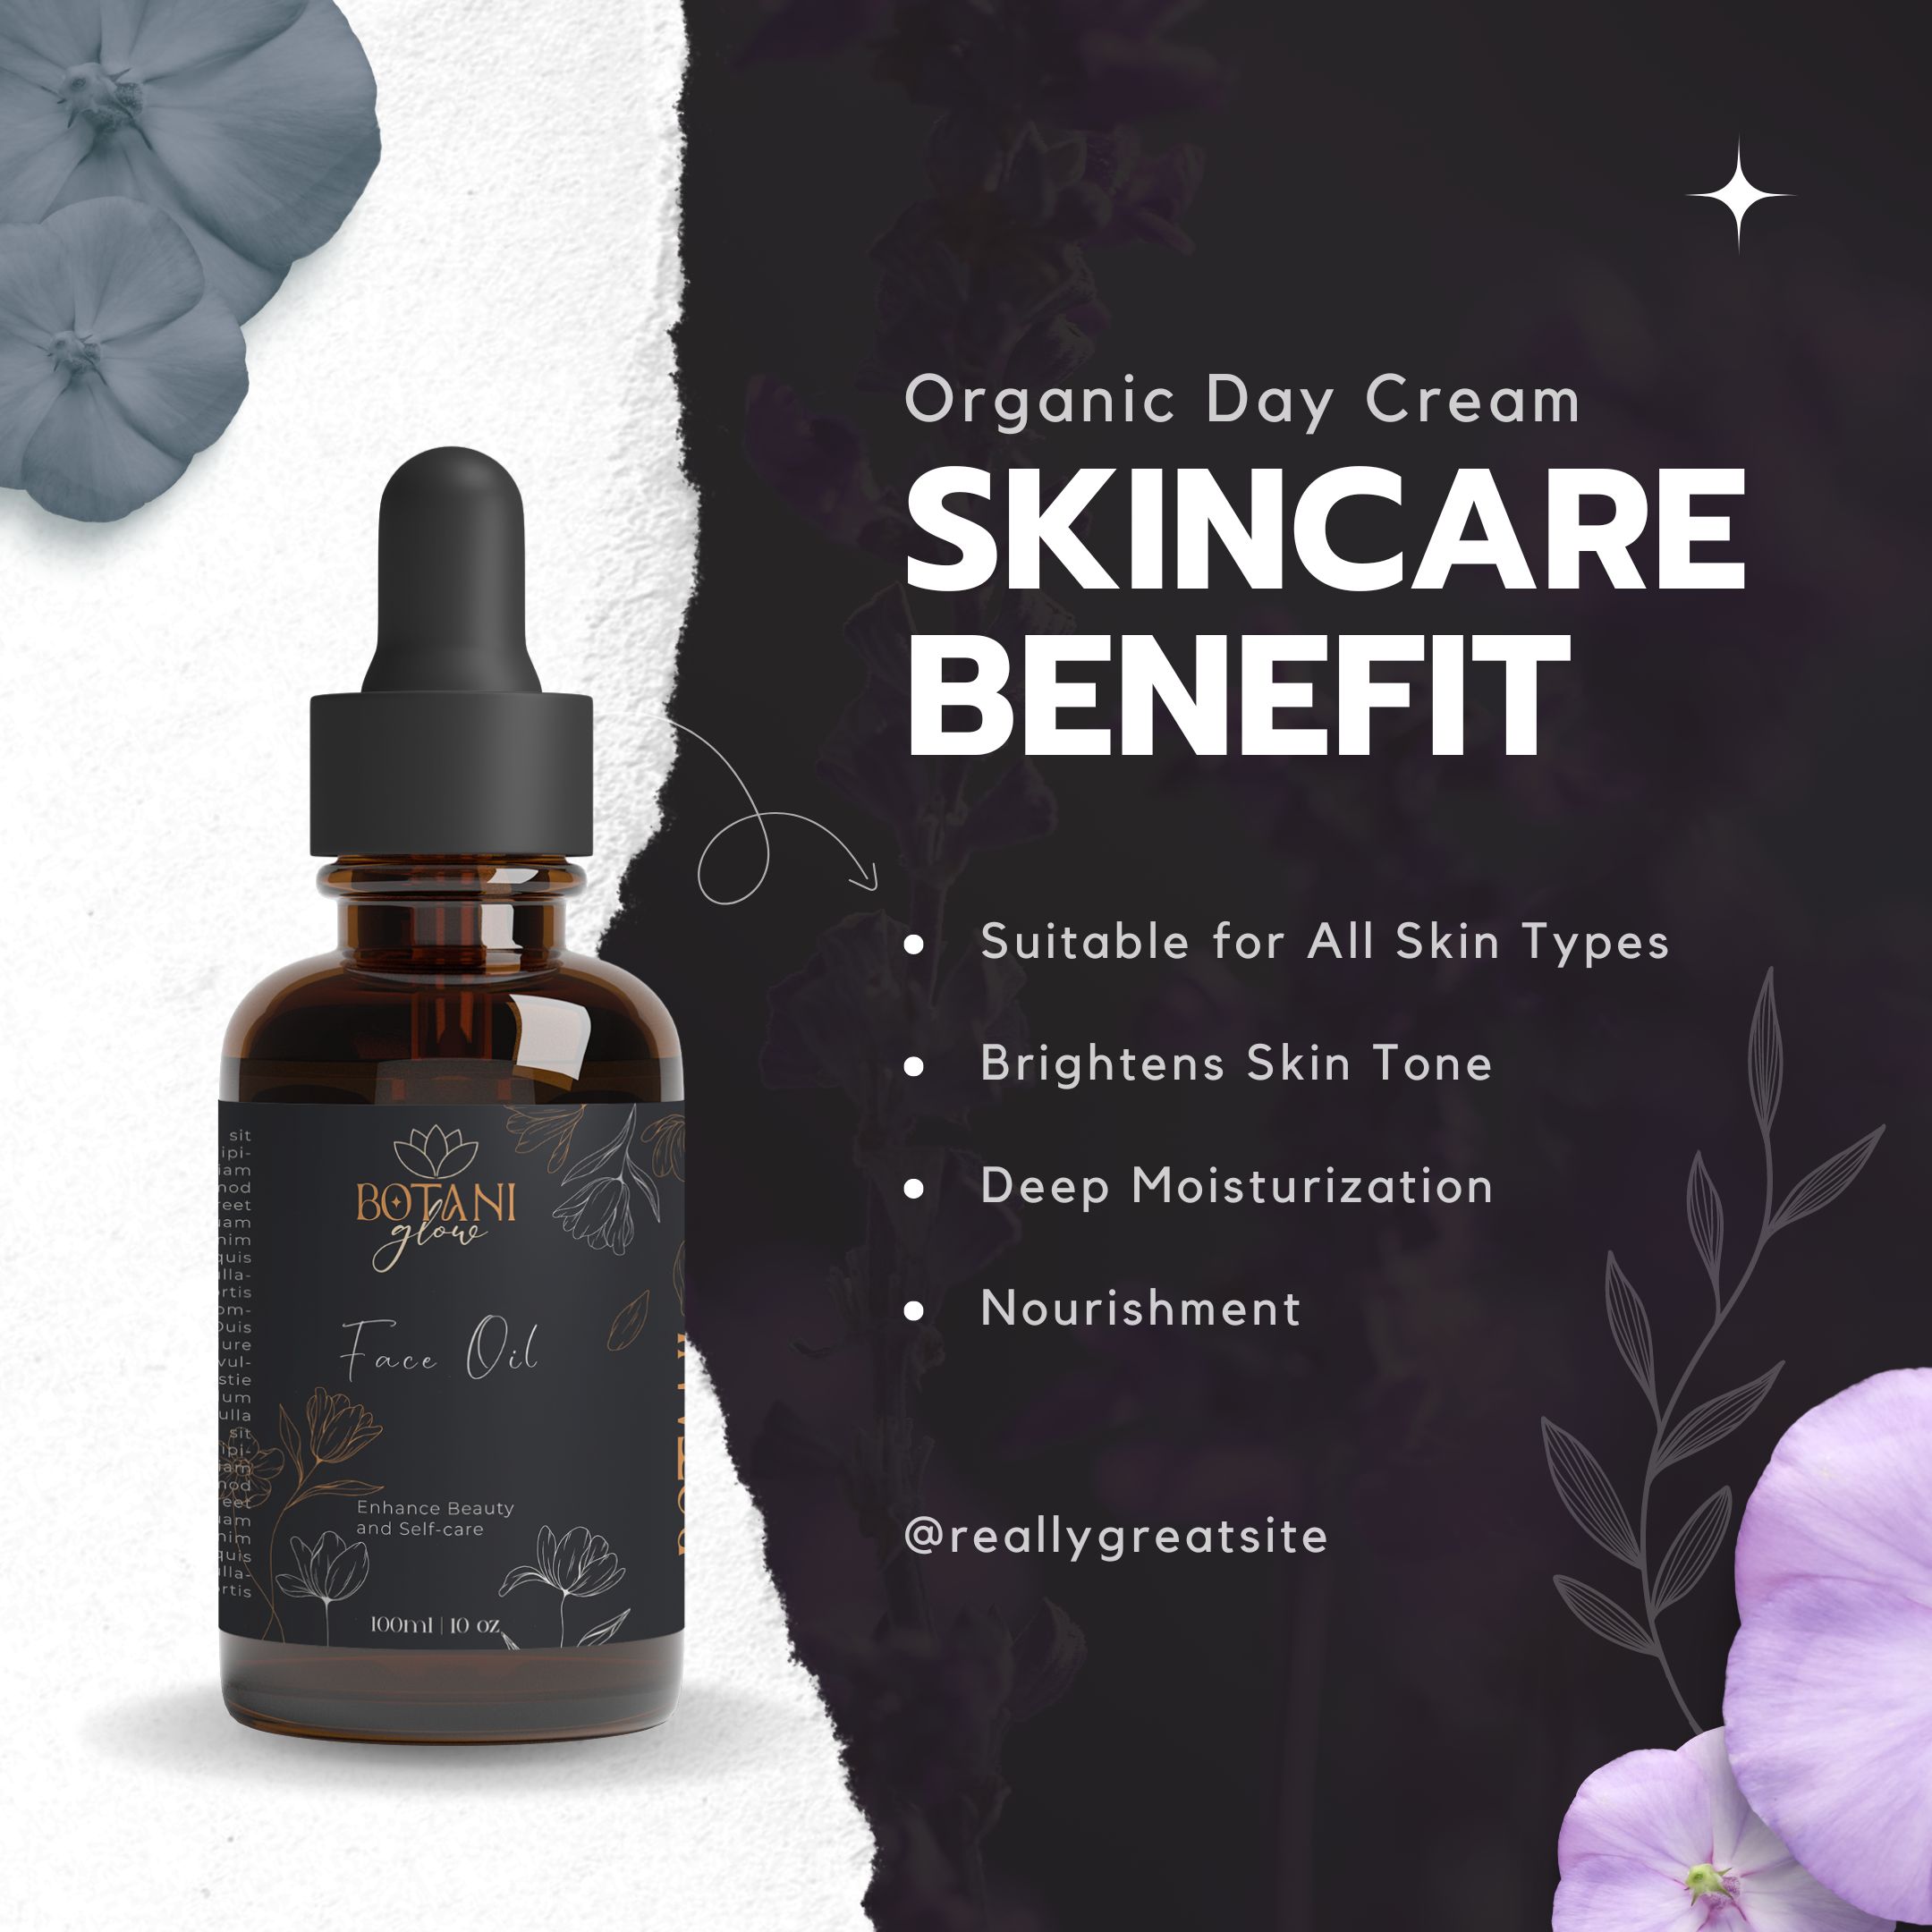 Organic Day Cream
SKINCARE
BENEFIT
Suitable for All Skin Types
Brightens Skin Tone
Deep Moisturization
Nourishment
@reallygreatsite
BOTANI
glow
Face Oil
Enhance Beauty
and Self-care
100ml | 10 oz
sit